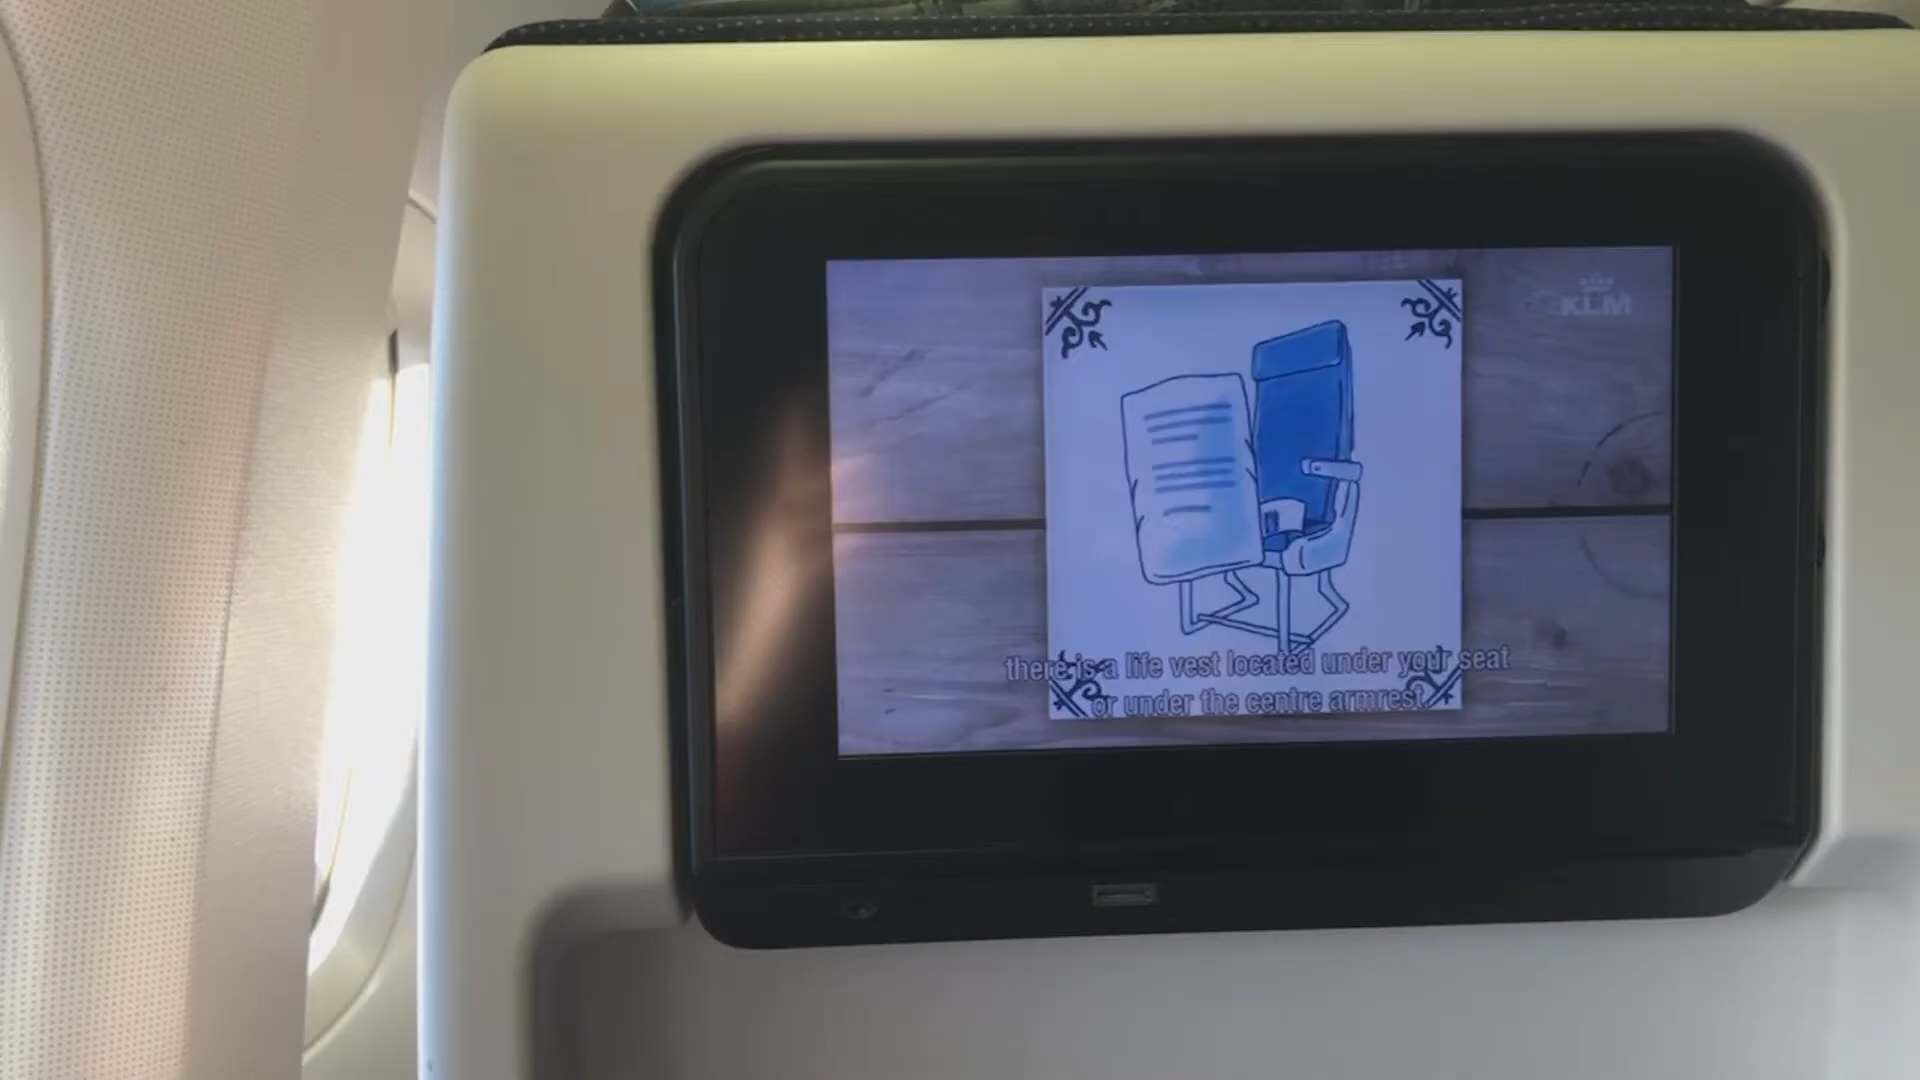 KLM
there is a life vest located under your seat
or under the centre armrest